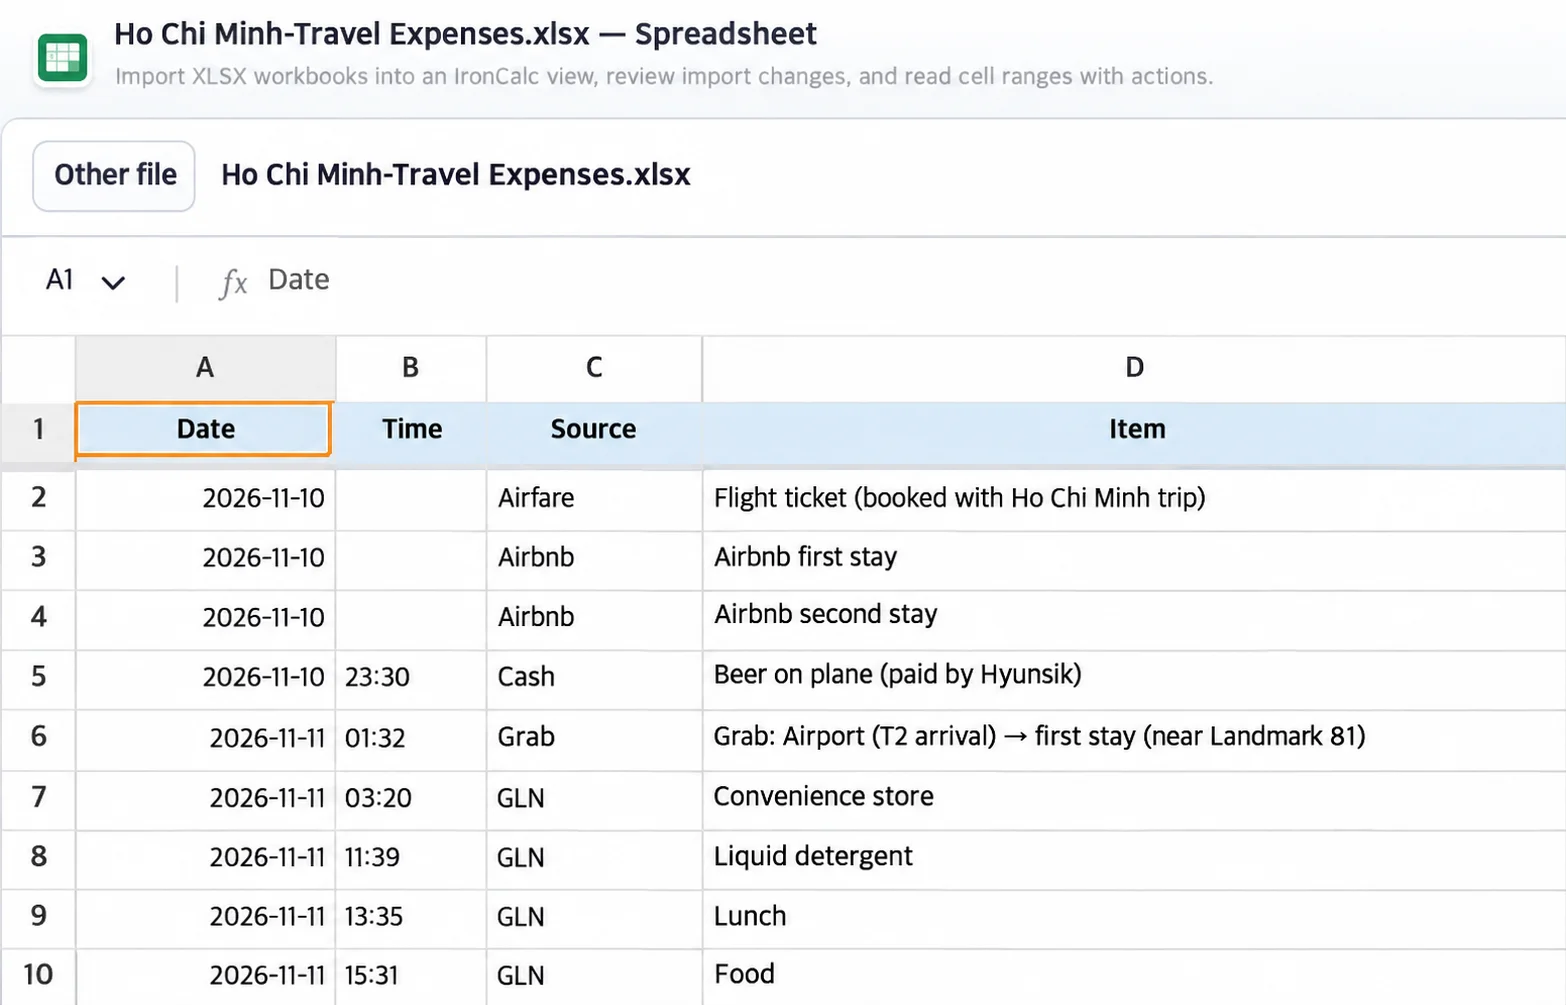 Ho Chi Minh-Travel Expenses.xlsx — Spreadsheet
Import XLSX workbooks into an IronCalc view, review import changes, and read cell ranges with actions.
Other file Ho Chi Minh-Travel Expenses.xlsx
A1 fx Date
A B C D
1 Date Time Source Item
2 2026-11-10 Airfare Flight ticket (booked with Ho Chi Minh trip)
3 2026-11-10 Airbnb Airbnb first stay
4 2026-11-10 Airbnb Airbnb second stay
5 2026-11-10 23:30 Cash Beer on plane (paid by Hyunsik)
6 2026-11-11 01:32 Grab Grab: Airport (T2 arrival) → first stay (near Landmark 81)
7 2026-11-11 03:20 GLN Convenience store
8 2026-11-11 11:39 GLN Liquid detergent
9 2026-11-11 13:35 GLN Lunch
10 2026-11-11 15:31 GLN Food